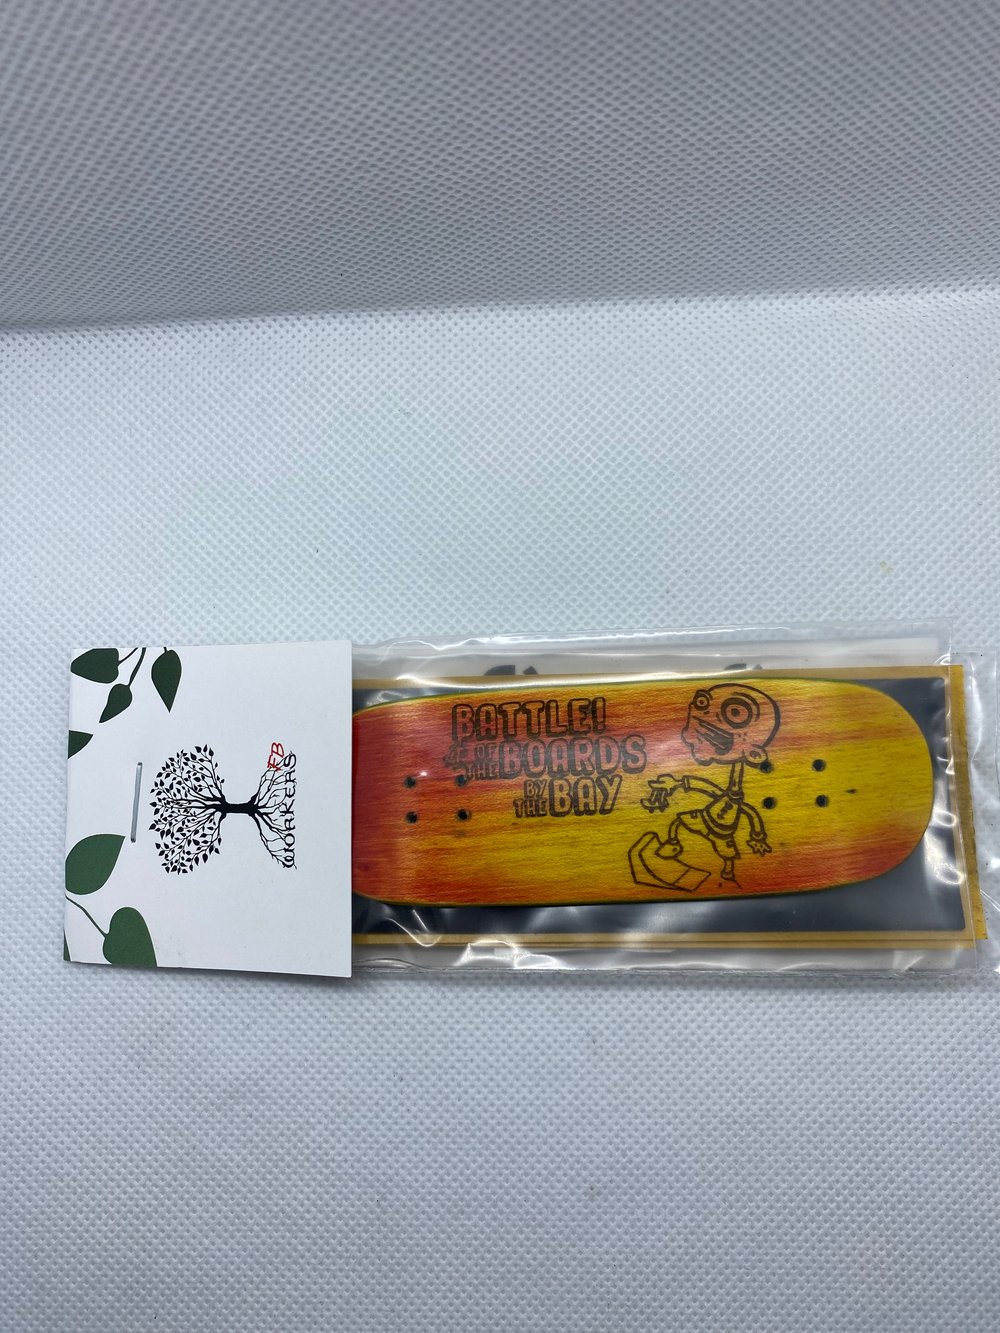 BATTLE!
OF
THE BOARDS
BY
THE BAY
FB
WORKERS